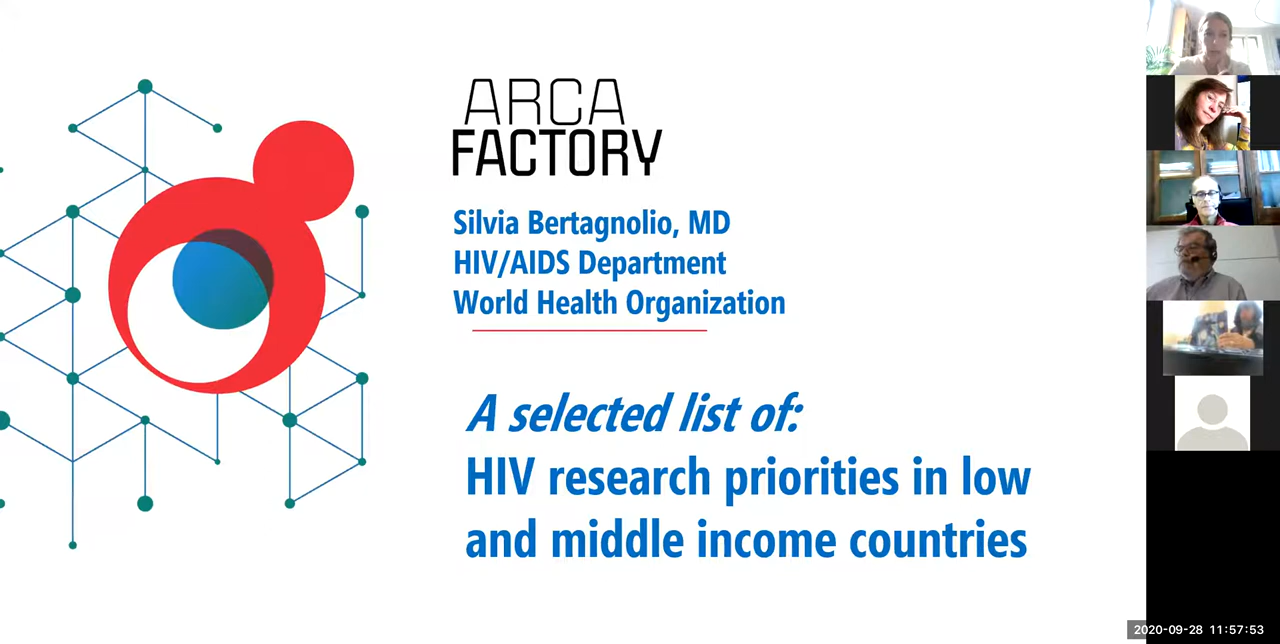 ARCA
FACTORY
Silvia Bertagnolio, MD
HIV/AIDS Department
World Health Organization
A selected list of:
HIV research priorities in low
and middle income countries
2020-09-28 11:57:53